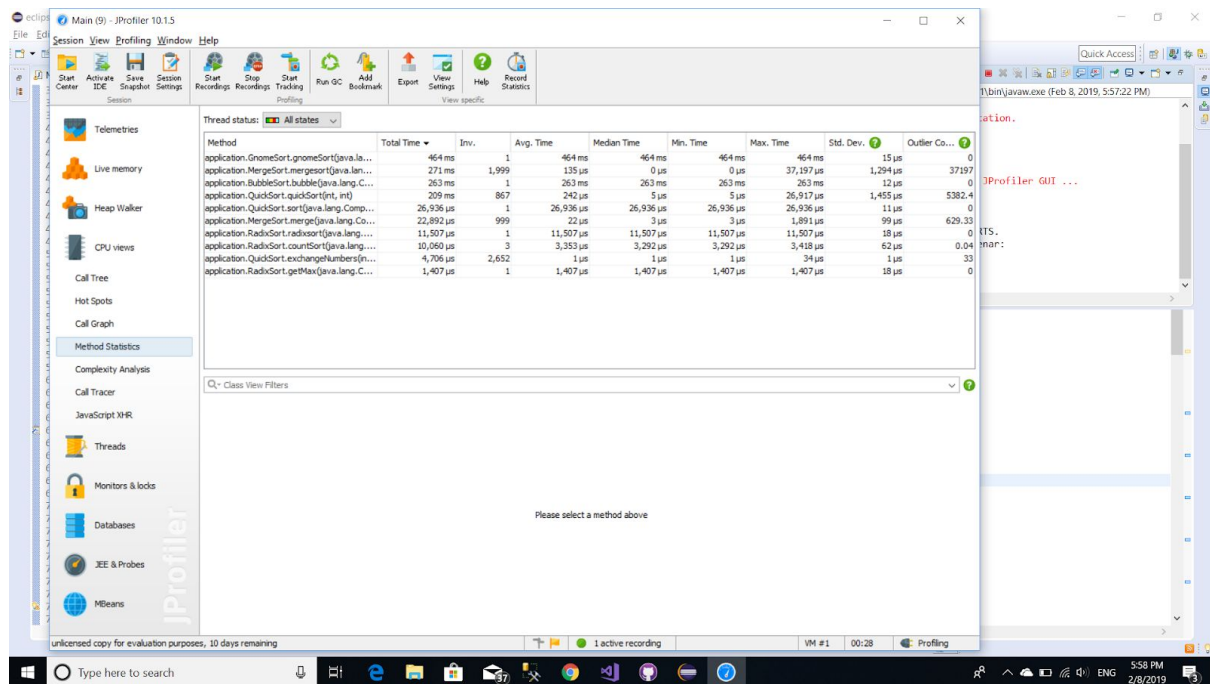 eclips
Main (9) - JProfiler 10.1.5
File Edi
Session View Profiling Window Help
Quick Access
Start Center
Activate IDE
Save Snapshot
Session Settings
Start Recordings
Stop Recordings
Start Tracking
Run GC
Add Bookmark
Export
View Settings
Help
Record Statistics
Session
Profiling
View specific
1\bin\javaw.exe (Feb 8, 2019, 5:57:22 PM)
cation.
JProfiler GUI ...
RTS.
enar:
Telemetries
Live memory
Heap Walker
CPU views
Call Tree
Hot Spots
Call Graph
Method Statistics
Complexity Analysis
Call Tracer
JavaScript XHR
Threads
Monitors & locks
Databases
JEE & Probes
MBeans
JProfiler
Thread status: All states
Method Total Time Inv. Avg. Time Median Time Min. Time Max. Time Std. Dev. Outlier Co...
application.GnomeSort.gnomeSort(java.la... 464 ms 1 464 ms 464 ms 464 ms 464 ms 15 µs 0
application.MergeSort.mergesort(java.lan... 271 ms 1,999 135 µs 0 µs 0 µs 37,197 µs 1,294 µs 37197
application.BubbleSort.bubble(java.lang.C... 263 ms 1 263 ms 263 ms 263 ms 263 ms 12 µs 0
application.QuickSort.quickSort(int, int) 209 ms 867 242 µs 5 µs 5 µs 26,917 µs 1,455 µs 5382.4
application.QuickSort.sort(java.lang.Comp... 26,936 µs 1 26,936 µs 26,936 µs 26,936 µs 26,936 µs 11 µs 0
application.MergeSort.merge(java.lang.Co... 22,892 µs 999 22 µs 3 µs 3 µs 1,891 µs 99 µs 629.33
application.RadixSort.radixsort(java.lang.... 11,507 µs 1 11,507 µs 11,507 µs 11,507 µs 11,507 µs 18 µs 0
application.RadixSort.countSort(java.lang.... 10,060 µs 3 3,353 µs 3,292 µs 3,292 µs 3,418 µs 62 µs 0.04
application.QuickSort.exchangeNumbers(in... 4,706 µs 2,652 1 µs 1 µs 1 µs 34 µs 1 µs 33
application.RadixSort.getMax(java.lang.C... 1,407 µs 1 1,407 µs 1,407 µs 1,407 µs 1,407 µs 18 µs 0
Class View Filters
Please select a method above
unlicensed copy for evaluation purposes, 10 days remaining
1 active recording
VM #1
00:28
Profiling
Type here to search
37
ENG
5:58 PM
2/8/2019
3